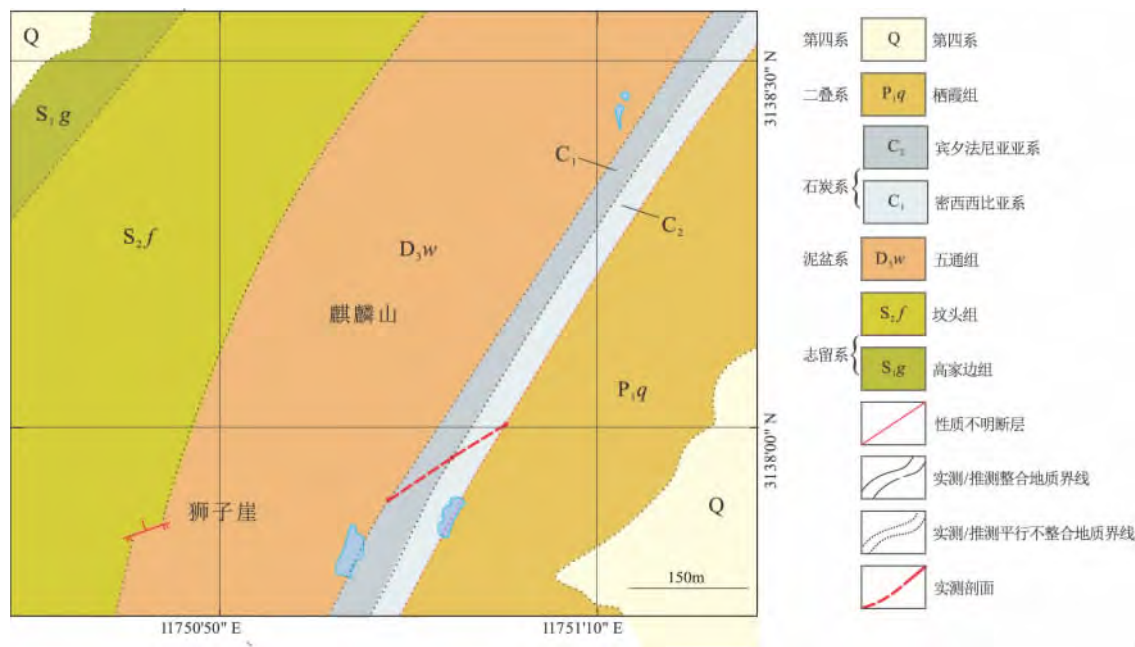 Q
S₁g
S₂f
D₃w
麒麟山
狮子崖
C₁
C₂
P₁q
Q
150m
3138'30" N
3138'00" N
11750'50" E
11751'10" E
第四系 Q 第四系
二叠系 P₁q 栖霞组
石炭系
C₂ 宾夕法尼亚亚系
C₁ 密西西比亚系
泥盆系 D₃w 五通组
志留系
S₂f 坟头组
S₁g 高家边组
性质不明断层
实测/推测整合地质界线
实测/推测平行不整合地质界线
实测剖面